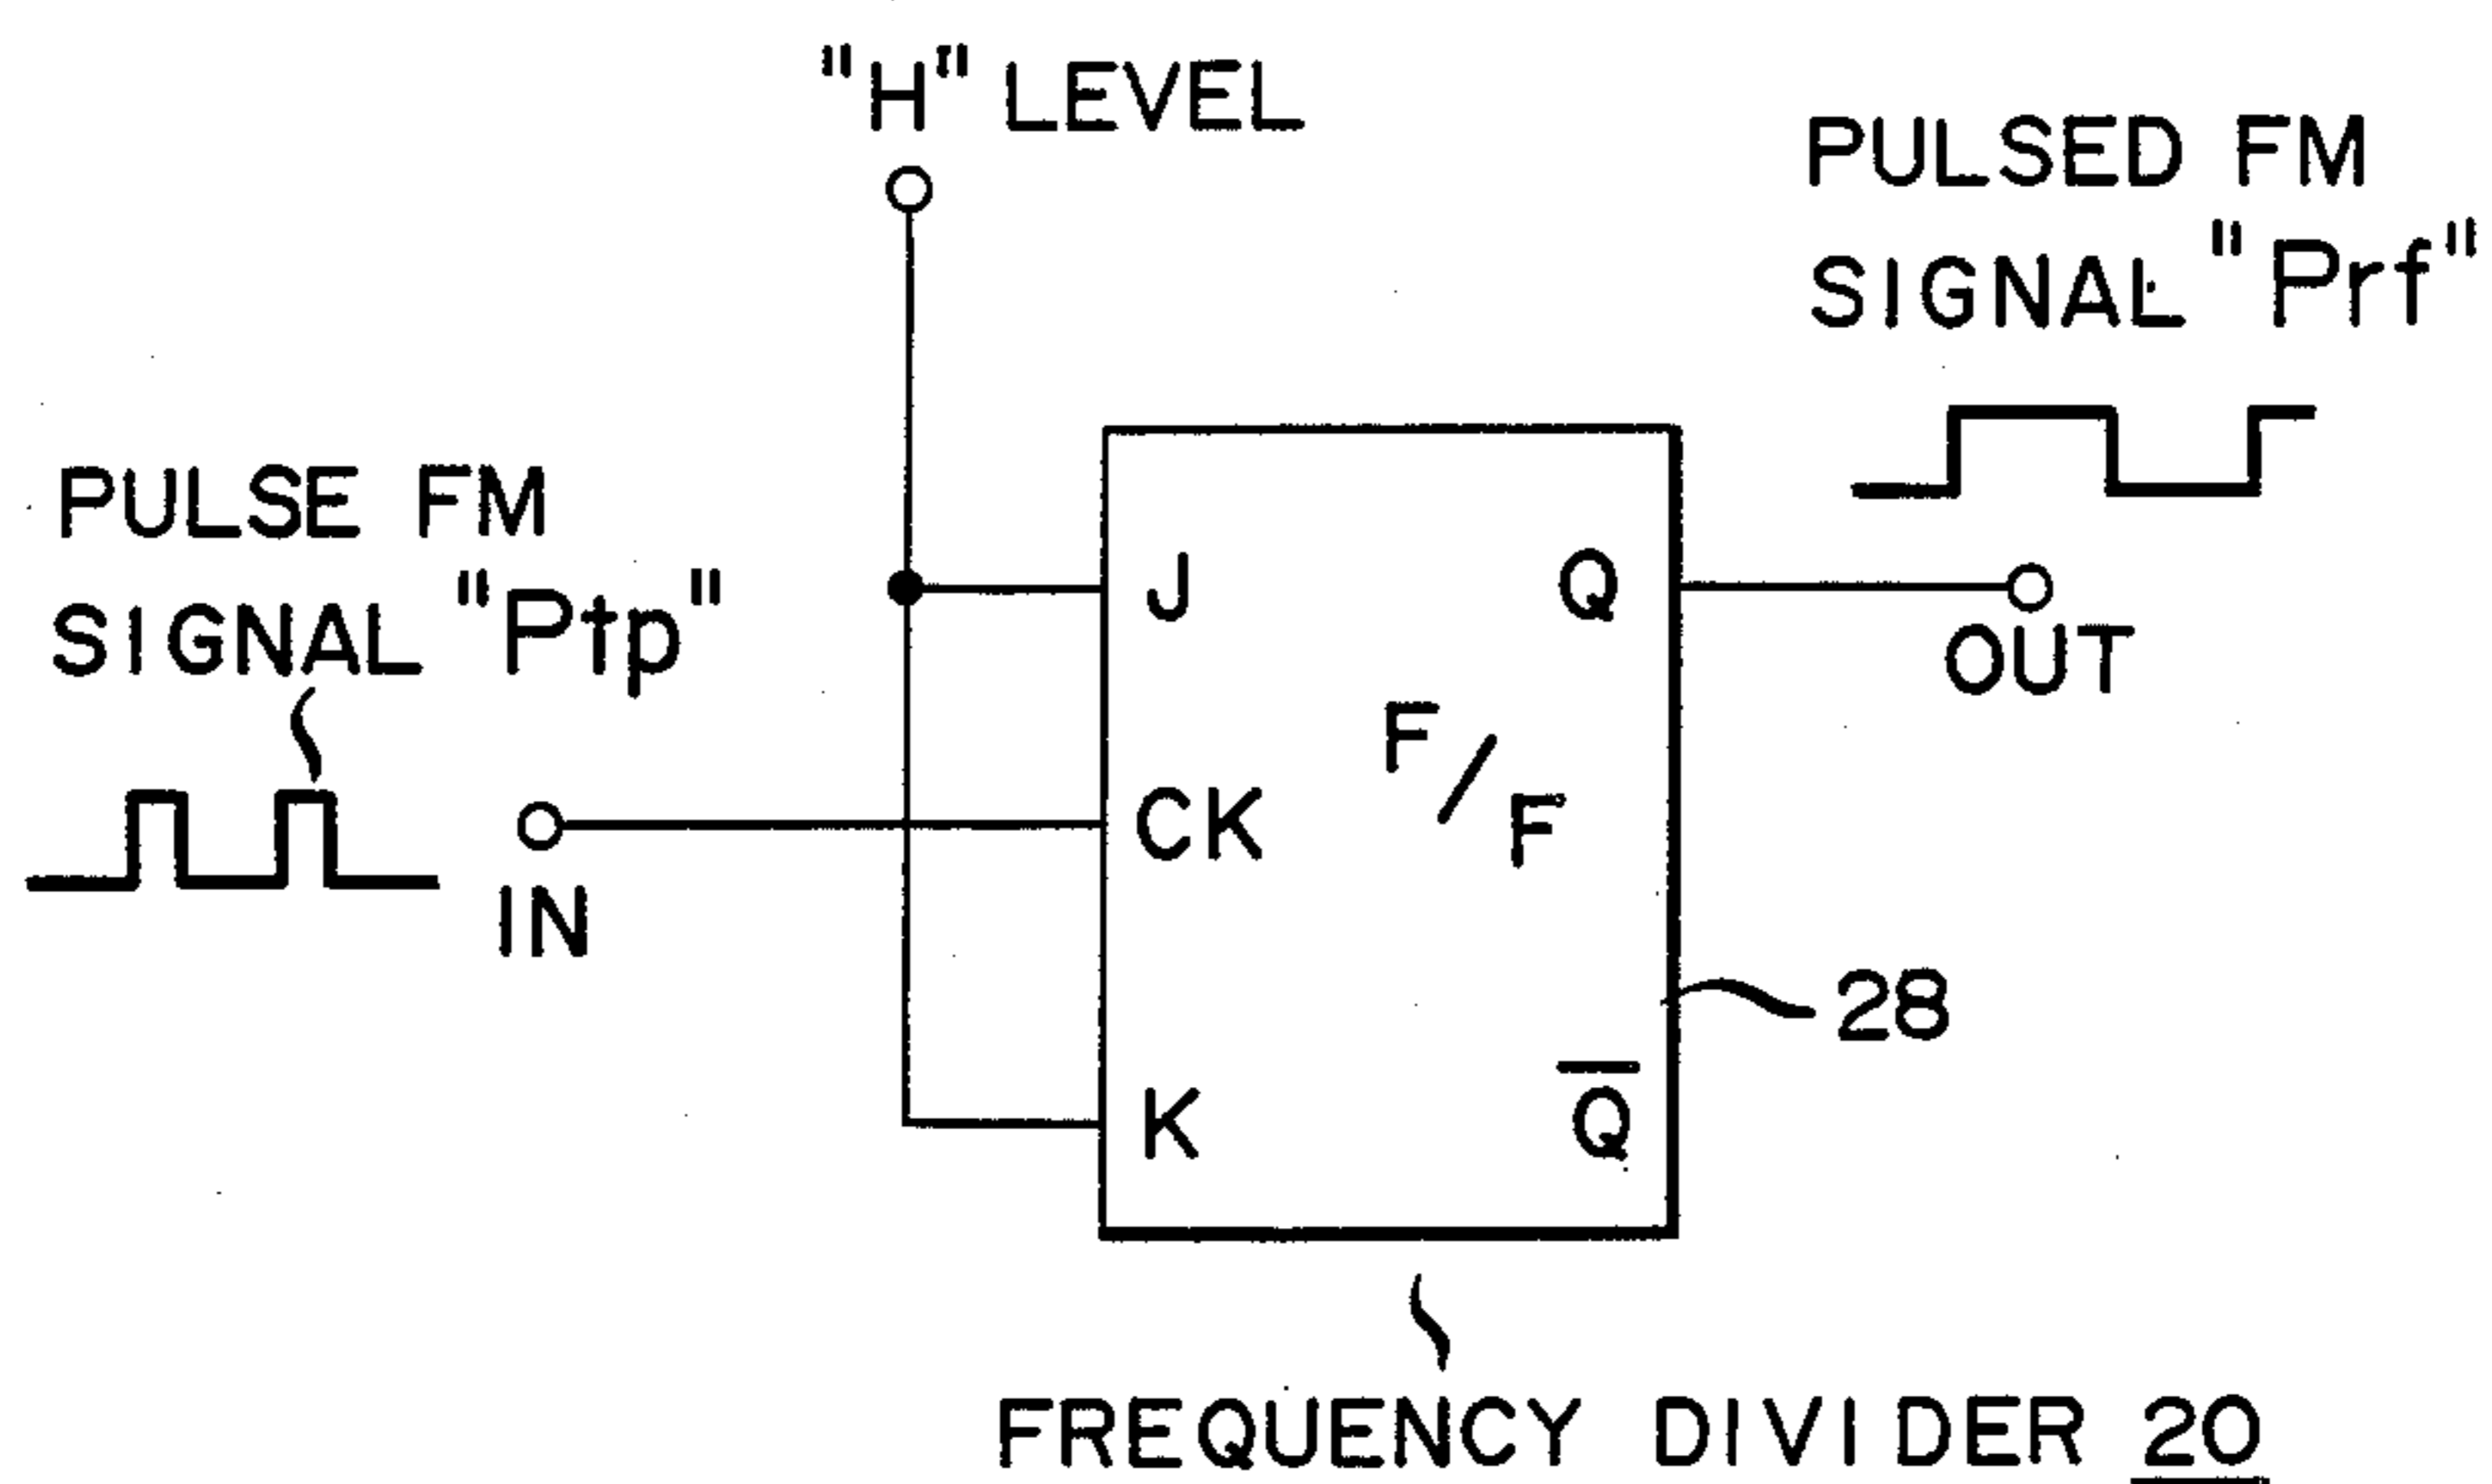 "H" LEVEL
PULSED FM
SIGNAL "Prf"
PULSE FM
SIGNAL "Ptp"
J
Q
OUT
F/F
CK
IN
28
K
Q̅
FREQUENCY DIVIDER 20